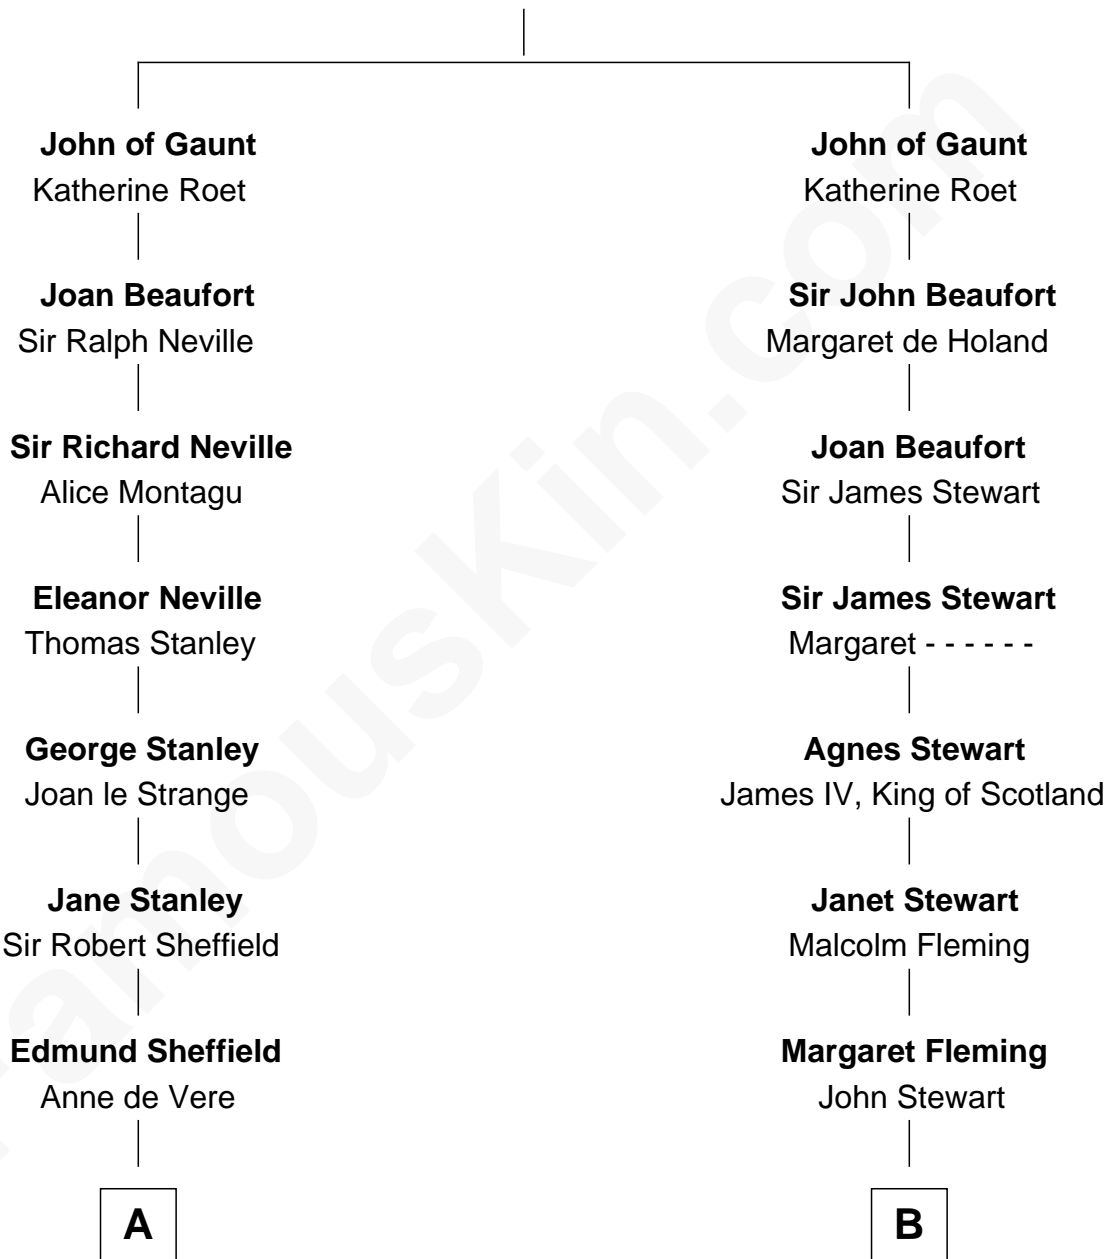 John of Gaunt
Katherine Roet
Joan Beaufort
Sir Ralph Neville
Sir Richard Neville
Alice Montagu
Eleanor Neville
Thomas Stanley
George Stanley
Joan le Strange
Jane Stanley
Sir Robert Sheffield
Edmund Sheffield
Anne de Vere
A
John of Gaunt
Katherine Roet
Sir John Beaufort
Margaret de Holand
Joan Beaufort
Sir James Stewart
Sir James Stewart
Margaret - - - - - -
Agnes Stewart
James IV, King of Scotland
Janet Stewart
Malcolm Fleming
Margaret Fleming
John Stewart
B
FamousKin.com